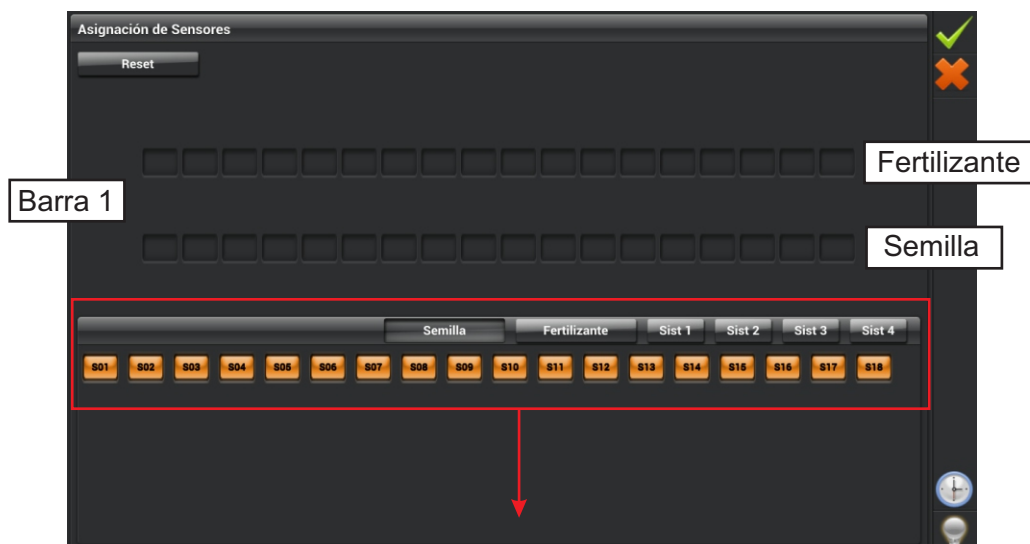 Asignación de Sensores
Reset
Fertilizante
Barra 1
Semilla
Semilla Fertilizante Sist 1 Sist 2 Sist 3 Sist 4
S01 S02 S03 S04 S05 S06 S07 S08 S09 S10 S11 S12 S13 S14 S15 S16 S17 S18